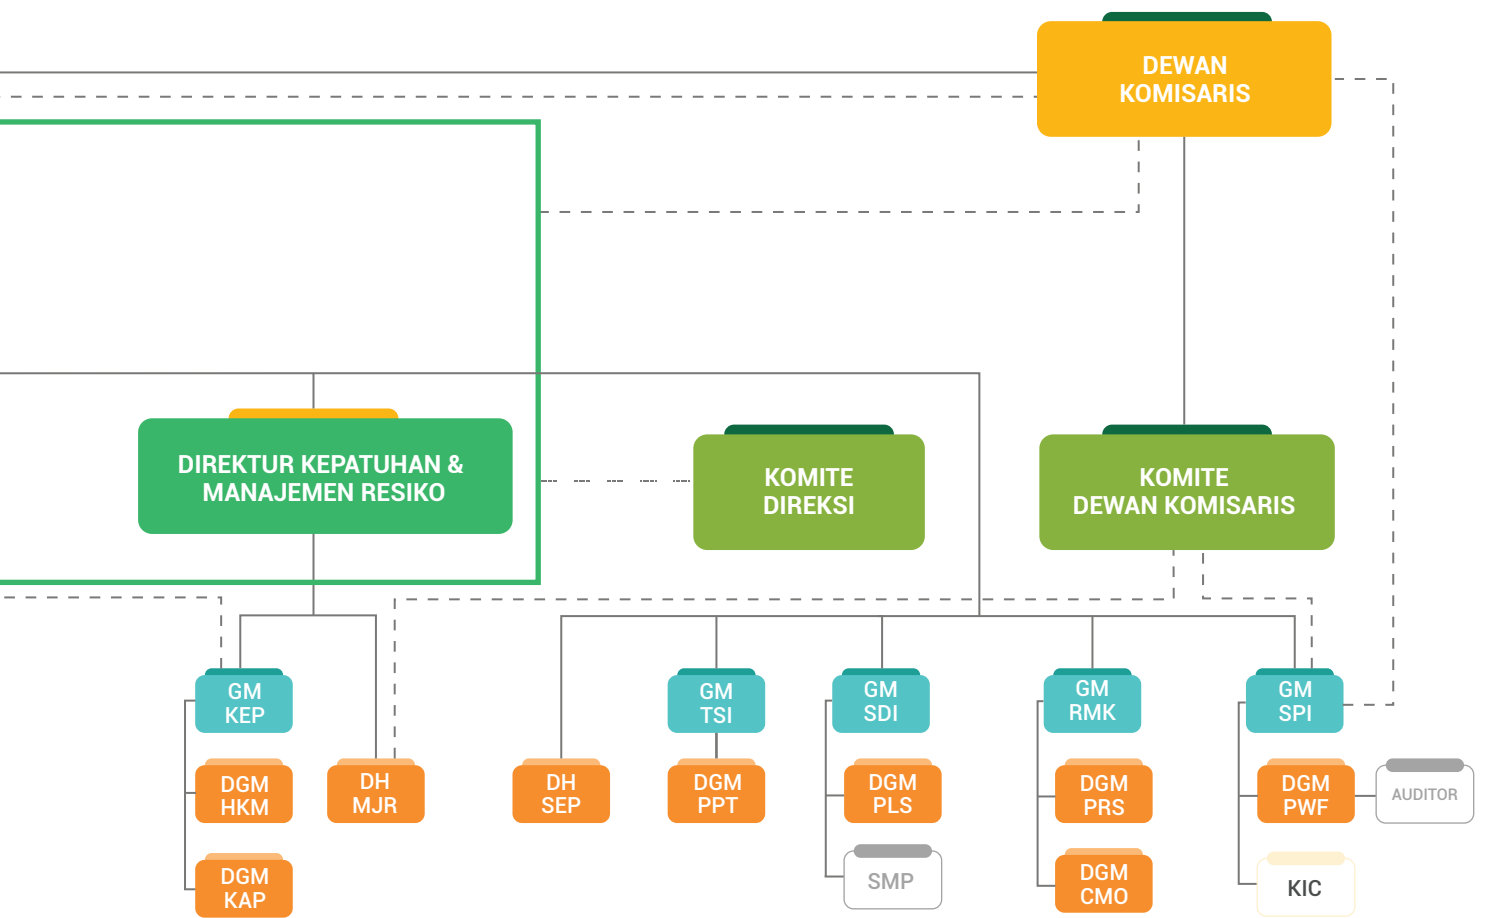 DEWAN
KOMISARIS
DIREKTUR KEPATUHAN &
MANAJEMEN RESIKO
KOMITE
DIREKSI
KOMITE
DEWAN KOMISARIS
GM
KEP
GM
TSI
GM
SDI
GM
RMK
GM
SPI
DGM
HKM
DH
MJR
DH
SEP
DGM
PPT
DGM
PLS
DGM
PRS
DGM
PWF
AUDITOR
DGM
KAP
SMP
DGM
CMO
KIC